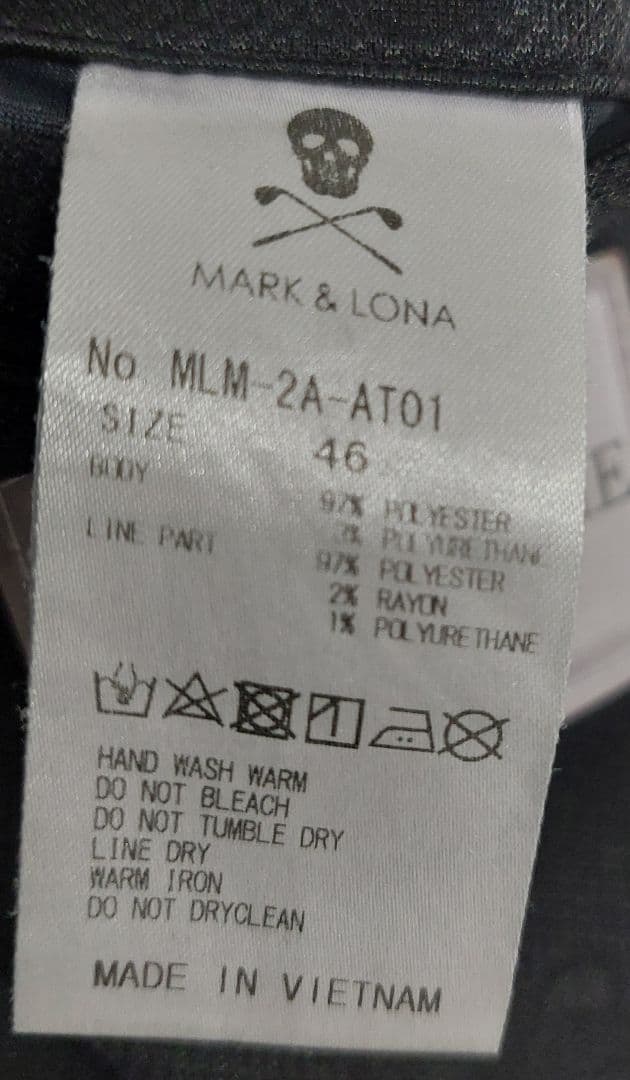 MARK & LONA
No. MLM-2A-AT01
SIZE 46
BODY 97% POLYESTER
3% POLYURETHANE
LINE PART 97% POLYESTER
2% RAYON
1% POLYURETHANE
HAND WASH WARM
DO NOT BLEACH
DO NOT TUMBLE DRY
LINE DRY
WARM IRON
DO NOT DRYCLEAN
MADE IN VIETNAM